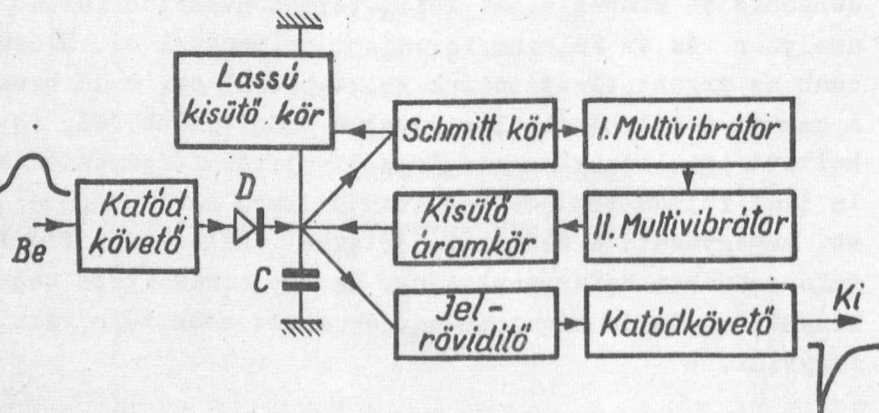 Lassú
kisütő kör
Schmitt kör
I. Multivibrátor
Be
Katód
követő
D
C
Kisütő
áramkör
II. Multivibrátor
Jel-
rövidítő
Katódkövető
Ki